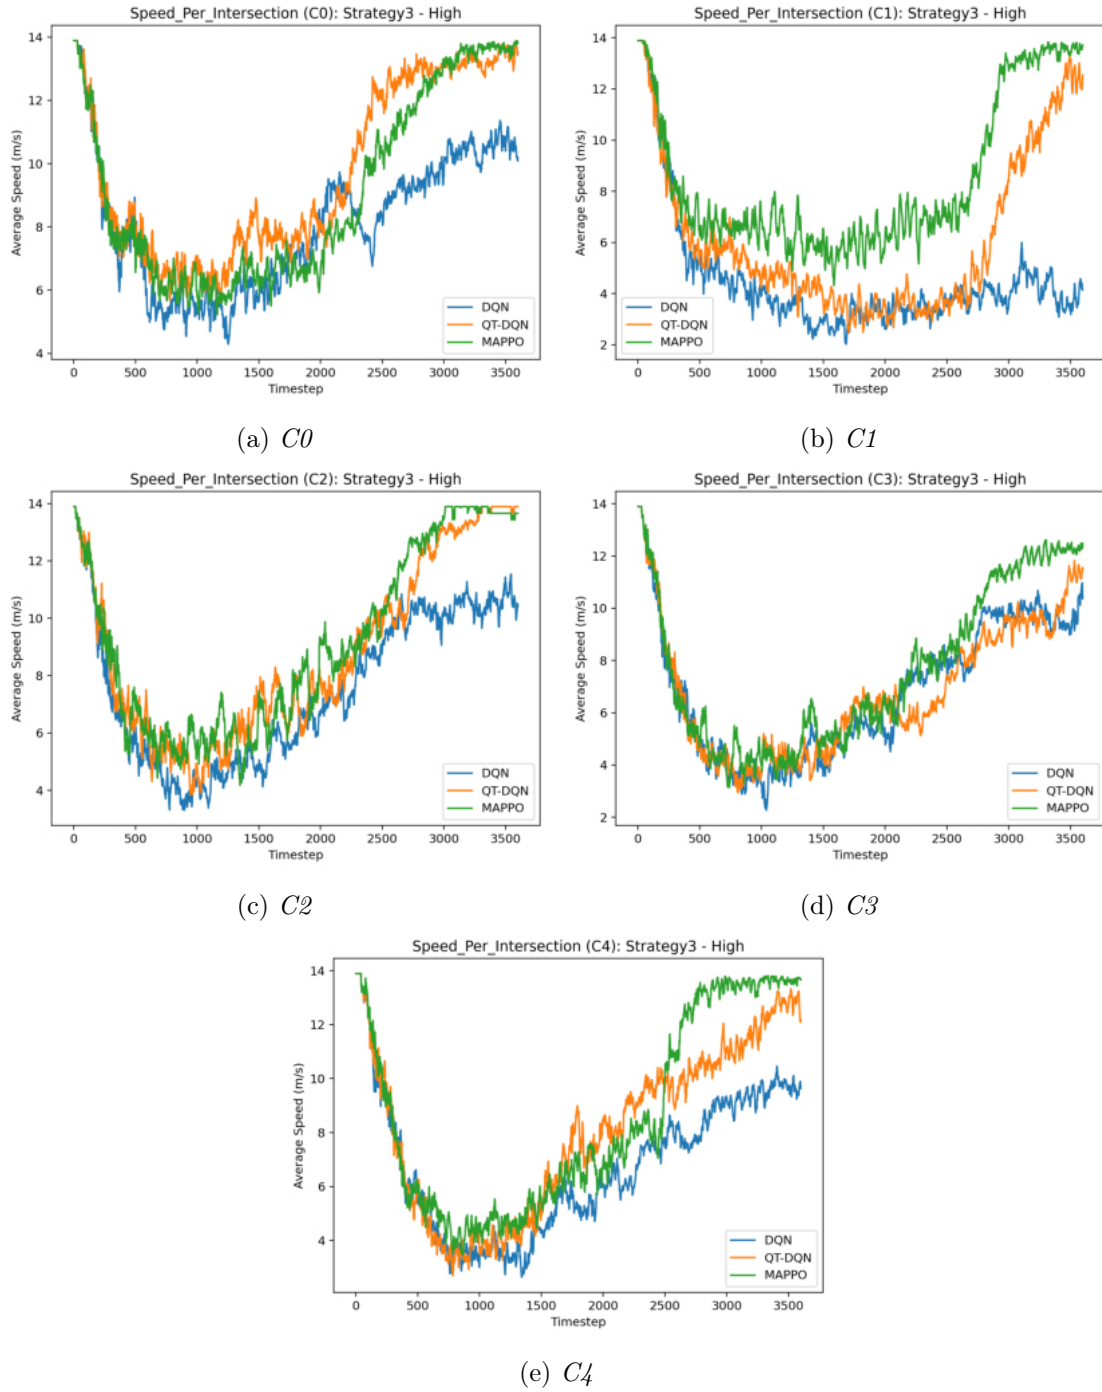 Speed_Per_Intersection (C0): Strategy3 - High
14
12
10
8
6
4
Average Speed (m/s)
DQN
QT-DQN
MAPPO
0 500 1000 1500 2000 2500 3000 3500
Timestep
(a) C0
Speed_Per_Intersection (C1): Strategy3 - High
14
12
10
8
6
4
2
Average Speed (m/s)
DQN
QT-DQN
MAPPO
0 500 1000 1500 2000 2500 3000 3500
Timestep
(b) C1
Speed_Per_Intersection (C2): Strategy3 - High
14
12
10
8
6
4
Average Speed (m/s)
DQN
QT-DQN
MAPPO
0 500 1000 1500 2000 2500 3000 3500
Timestep
(c) C2
Speed_Per_Intersection (C3): Strategy3 - High
14
12
10
8
6
4
2
Average Speed (m/s)
DQN
QT-DQN
MAPPO
0 500 1000 1500 2000 2500 3000 3500
Timestep
(d) C3
Speed_Per_Intersection (C4): Strategy3 - High
14
12
10
8
6
4
Average Speed (m/s)
DQN
QT-DQN
MAPPO
0 500 1000 1500 2000 2500 3000 3500
Timestep
(e) C4